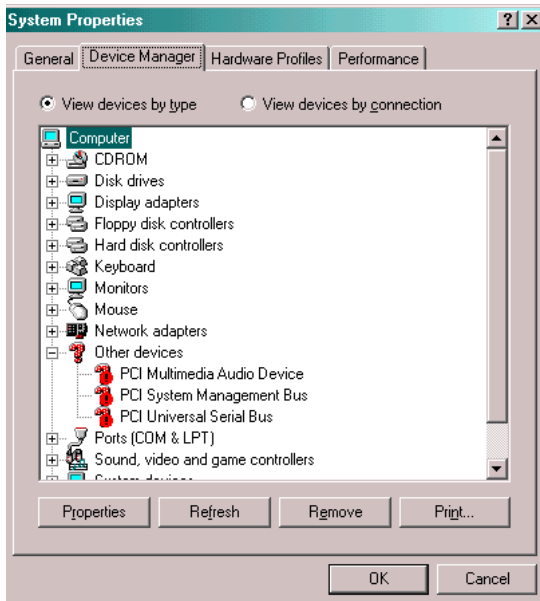 System Properties
General Device Manager Hardware Profiles Performance
View devices by type View devices by connection
Computer
CDROM
Disk drives
Display adapters
Floppy disk controllers
Hard disk controllers
Keyboard
Monitors
Mouse
Network adapters
Other devices
PCI Multimedia Audio Device
PCI System Management Bus
PCI Universal Serial Bus
Ports (COM & LPT)
Sound, video and game controllers
System devices
Properties Refresh Remove Print...
OK Cancel